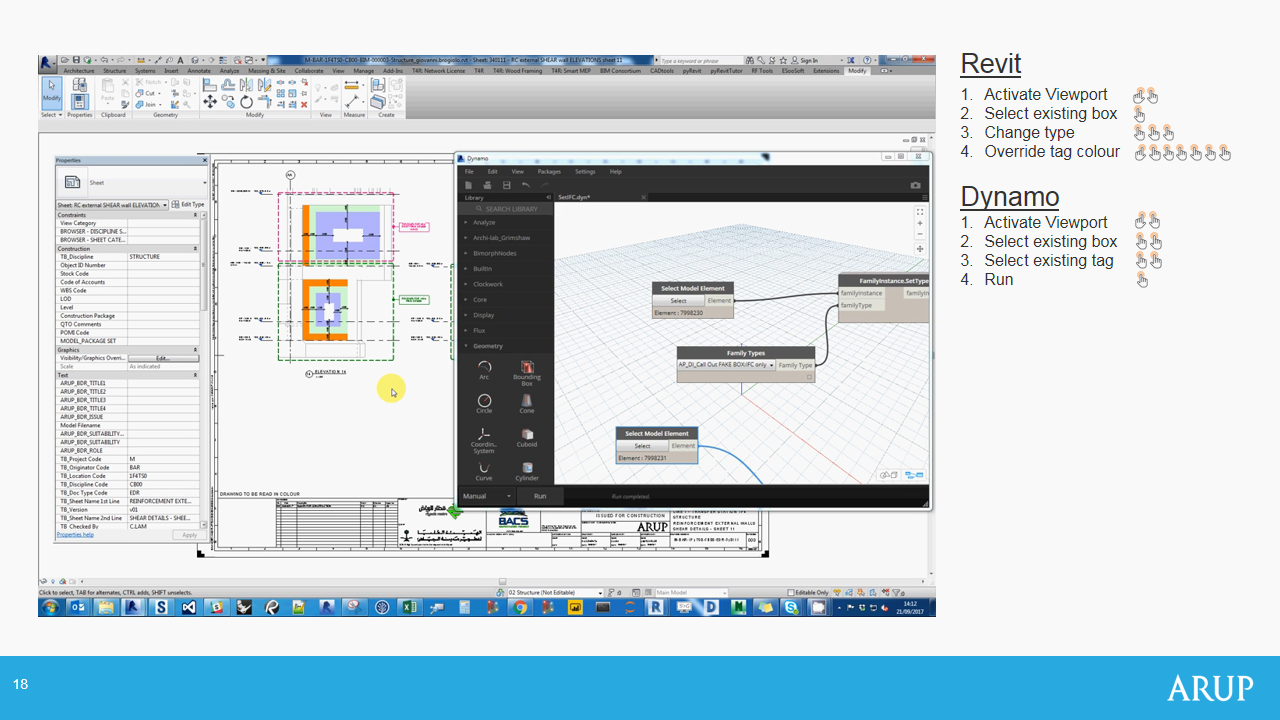 M-BAR-1F4TS0-CB00-BIM-000003-Structure_giovanni.brogiolo.rvt - Sheet: 340111 - RC external SHEAR wall ELEVATIONS sheet 11
Type a keyword or phrase
Sign In
Architecture Structure Systems Insert Annotate Analyze Massing & Site Collaborate View Manage Add-Ins T4R: Network License T4R T4R: Wood Framing T4R: Smart MEP BIM Consortium CADtools pyRevit pyRevitTutor RF Tools ESooSoft Extensions Modify
Modify
Properties
Cut
Join
Select Properties Clipboard Geometry Modify View Measure Create
Properties
Sheet
Sheet: RC external SHEAR wall ELEVATION...
Edit Type
Constraints
View Category
BROWSER - DISCIPLINE S...
BROWSER - SHEET CATE...
Construction
TB_Discipline STRUCTURE
Object ID Number
Stock Code
Code of Accounts
WBS Code
LOD
Level
Construction Package
QTO Comments
POMI Code
MODEL_PACKAGE SET
Graphics
Visibility/Graphics Overri... Edit...
Scale As indicated
Text
ARUP_BDR_TITLE1
ARUP_BDR_TITLE2
ARUP_BDR_TITLE3
ARUP_BDR_TITLE4
ARUP_BDR_ISSUE
Model Filename
ARUP_BDR_SUITABILITY...
ARUP_BDR_SUITABILITY
ARUP_BDR_ROLE
TB_Project Code M
TB_Originator Code BAR
TB_Location Code 1F4TS0
TB_Discipline Code CB00
TB_Doc Type Code EDR
TB_Sheet Name 1st Line REINFORCEMENT EXTE...
TB_Version v01
TB_Sheet Name 2nd Line SHEAR DETAILS - SHEE...
TB_Checked By C.LAM
Properties help
Apply
ELEVATION 14
DRAWING TO BE READ IN COLOUR
BACS
ISSUED FOR CONSTRUCTION
ARUP
STRUCTURE
REINFORCEMENT EXTERNAL WALLS
SHEAR DETAILS - SHEET 11
Dynamo
File Edit View Packages Settings Help
Library
SetIFC.dyn*
SEARCH LIBRARY
Analyze
Archi-lab_Grimshaw
BimorphNodes
BuiltIn
Clockwork
Core
Display
Flux
Geometry
Arc
Bounding Box
Circle
Cone
Coordin.. System
Cuboid
Curve
Cylinder
Manual
Run
Run completed.
Select Model Element
Select
Element
Element : 7998230
Family Types
AP_DI_Call Out FAKE BOX:IFC only
Family Type
FamilyInstance.SetType
familyInstance
familyType
Select Model Element
Select
Element
Element : 7998231
Click to select, TAB for alternates, CTRL adds, SHIFT unselects.
02 Structure (Not Editable)
:0
Main Model
Editable Only
:0
14:12
21/09/2017
Revit
1. Activate Viewport
2. Select existing box
3. Change type
4. Override tag colour
Dynamo
1. Activate Viewport
2. Select existing box
3. Select existing tag
4. Run
18
ARUP